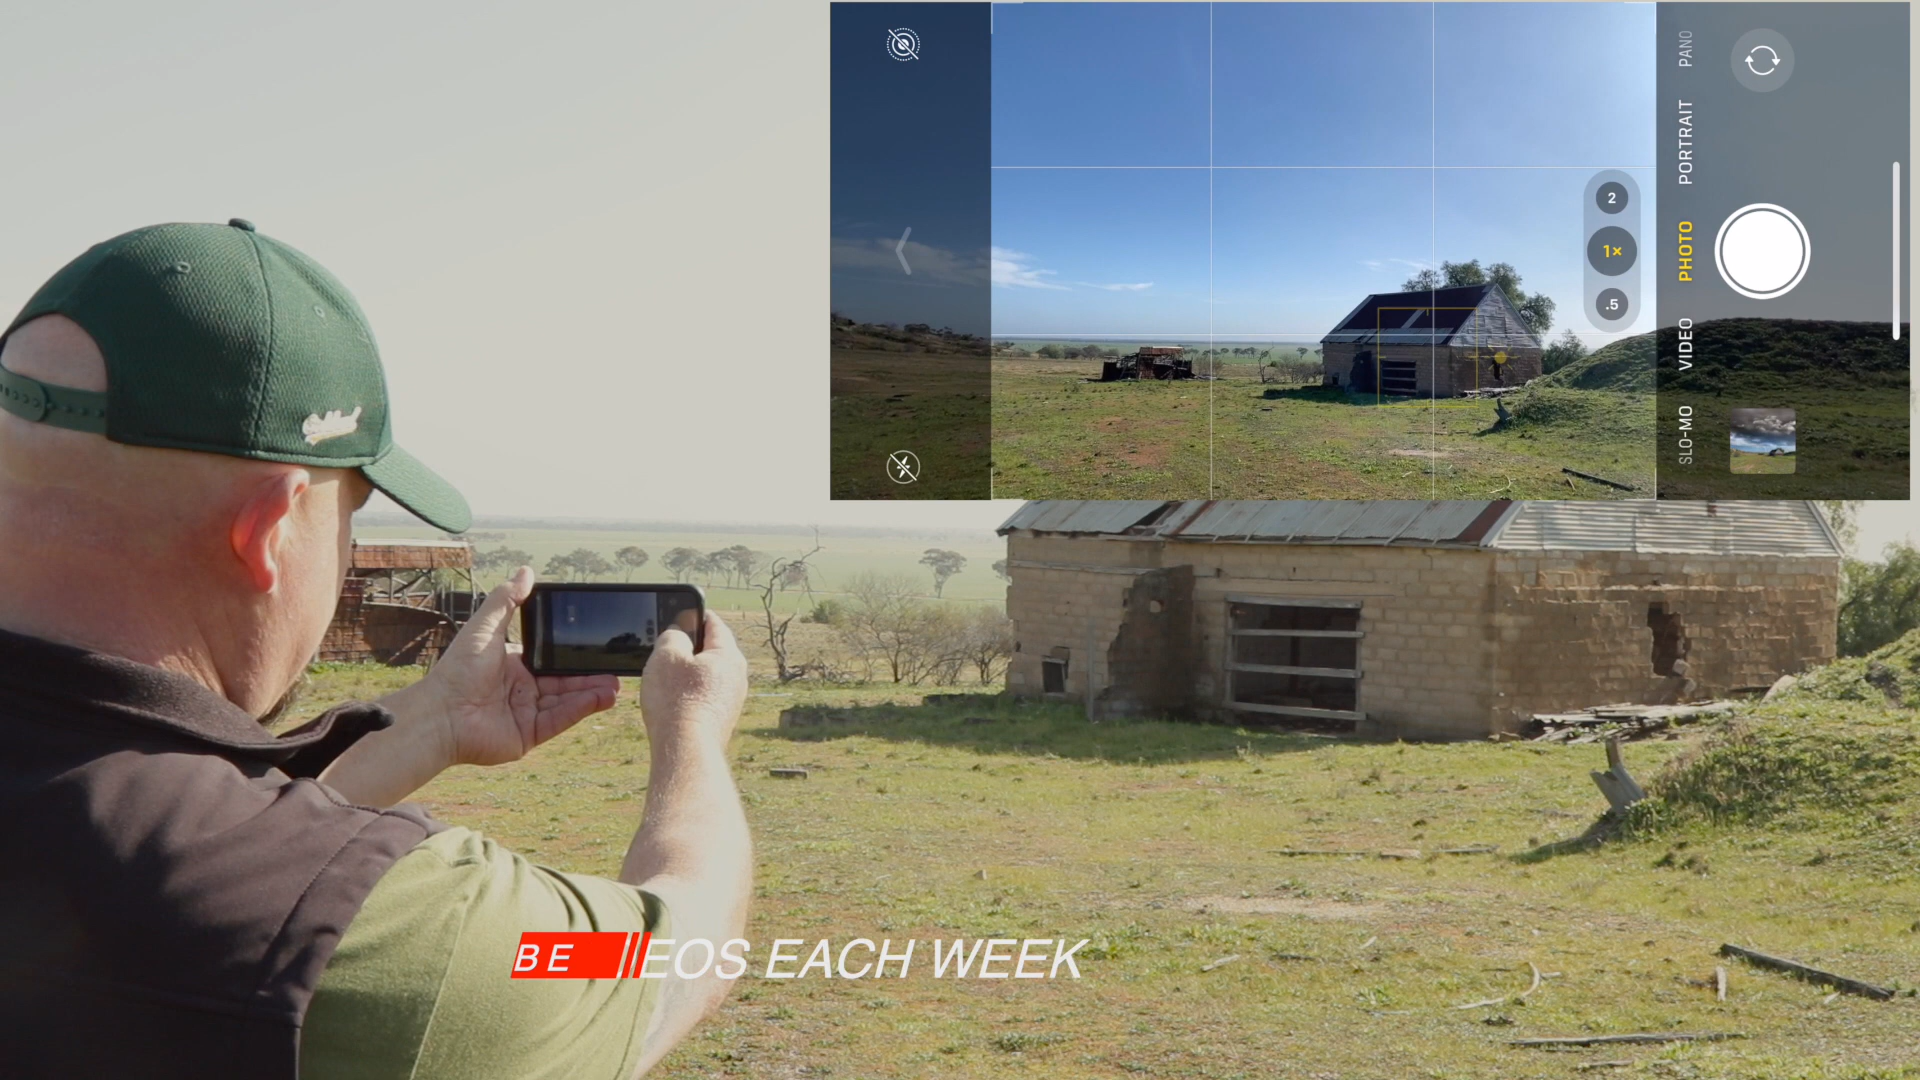 PANO
PORTRAIT
PHOTO
VIDEO
SLO-MO
2
1×
.5
BE
EOS EACH WEEK